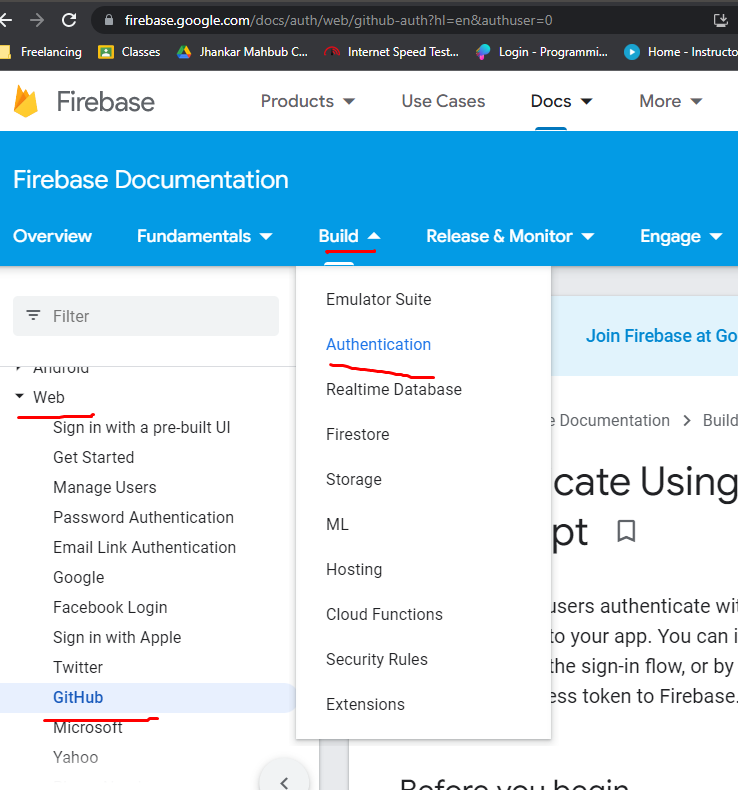 firebase.google.com/docs/auth/web/github-auth?hl=en&authuser=0
Freelancing Classes Jhankar Mahbub C... Internet Speed Test... Login - Programmi... Home - Instructo
Firebase Products Use Cases Docs More
Firebase Documentation
Overview Fundamentals Build Release & Monitor Engage
Filter
Android
Web
Sign in with a pre-built UI
Get Started
Manage Users
Password Authentication
Email Link Authentication
Google
Facebook Login
Sign in with Apple
Twitter
GitHub
Microsoft
Yahoo
Emulator Suite
Authentication
Realtime Database
Firestore
Storage
ML
Hosting
Cloud Functions
Security Rules
Extensions
Join Firebase at Go
e Documentation > Build
cate Using
pt
users authenticate wit
to your app. You can i
the sign-in flow, or by
ess token to Firebase.
Before you begin